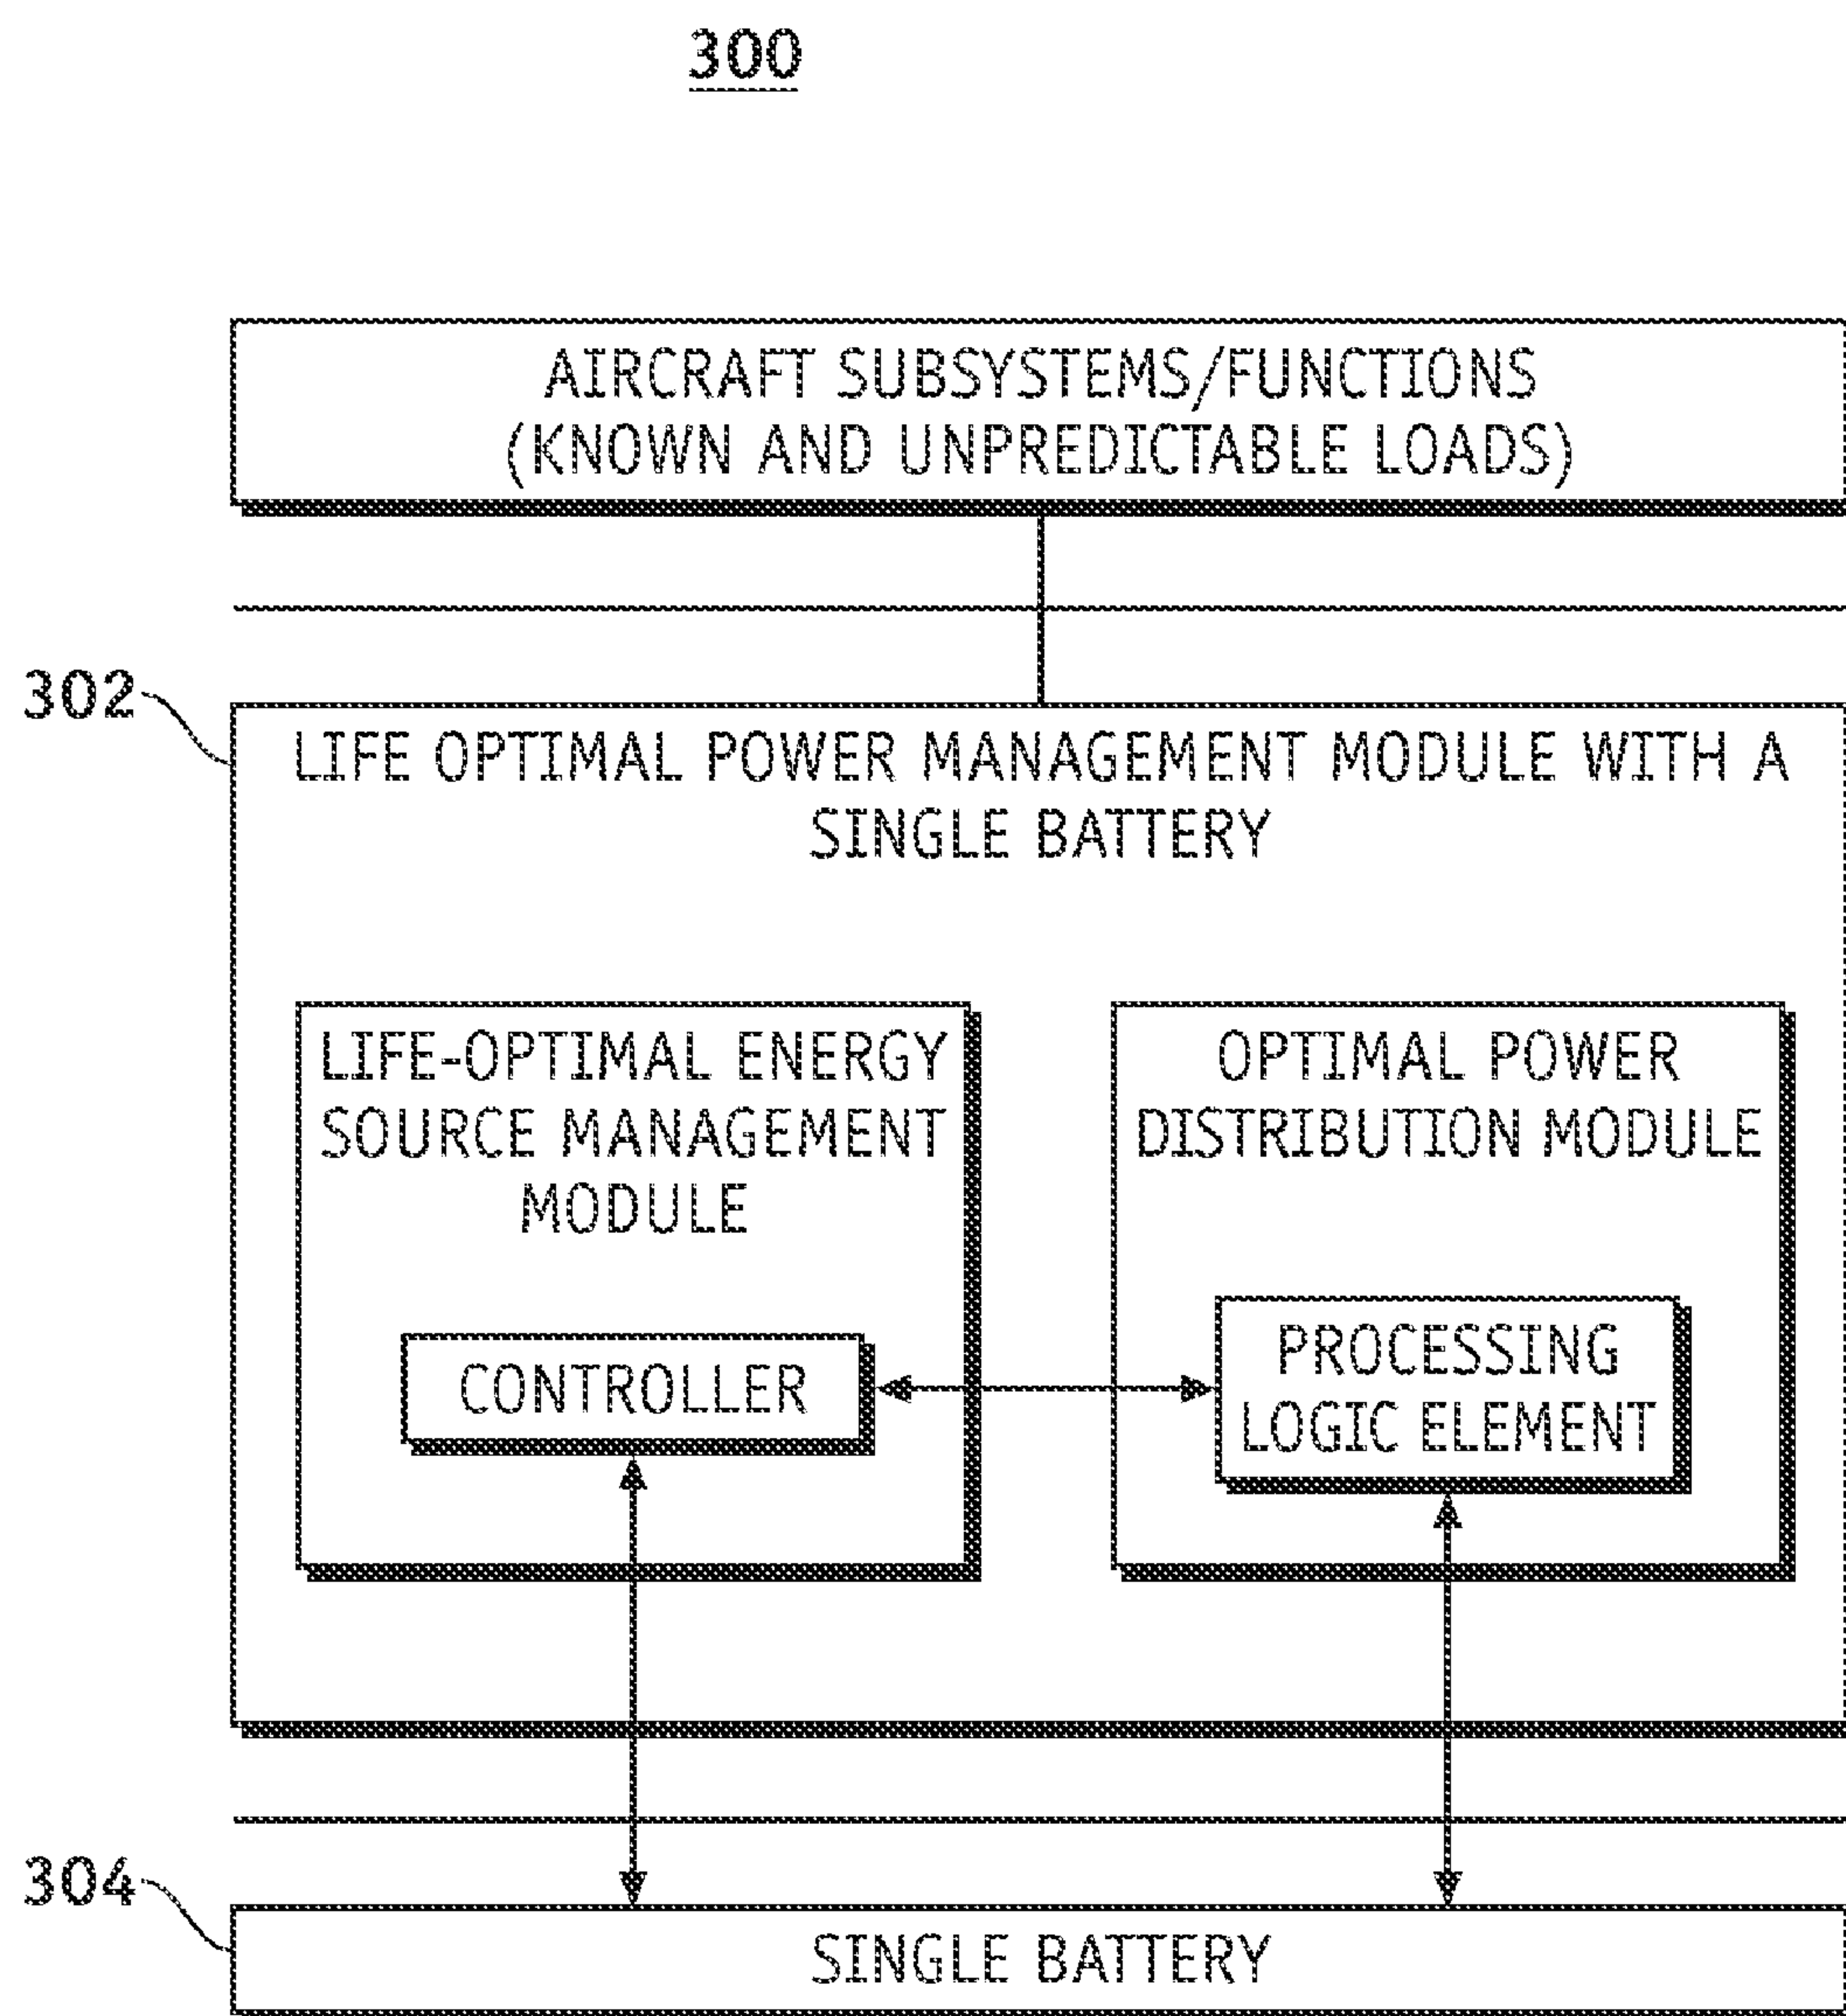 300
AIRCRAFT SUBSYSTEMS/FUNCTIONS
(KNOWN AND UNPREDICTABLE LOADS)
302
LIFE OPTIMAL POWER MANAGEMENT MODULE WITH A
SINGLE BATTERY
LIFE-OPTIMAL ENERGY
SOURCE MANAGEMENT
MODULE
CONTROLLER
OPTIMAL POWER
DISTRIBUTION MODULE
PROCESSING
LOGIC ELEMENT
304
SINGLE BATTERY